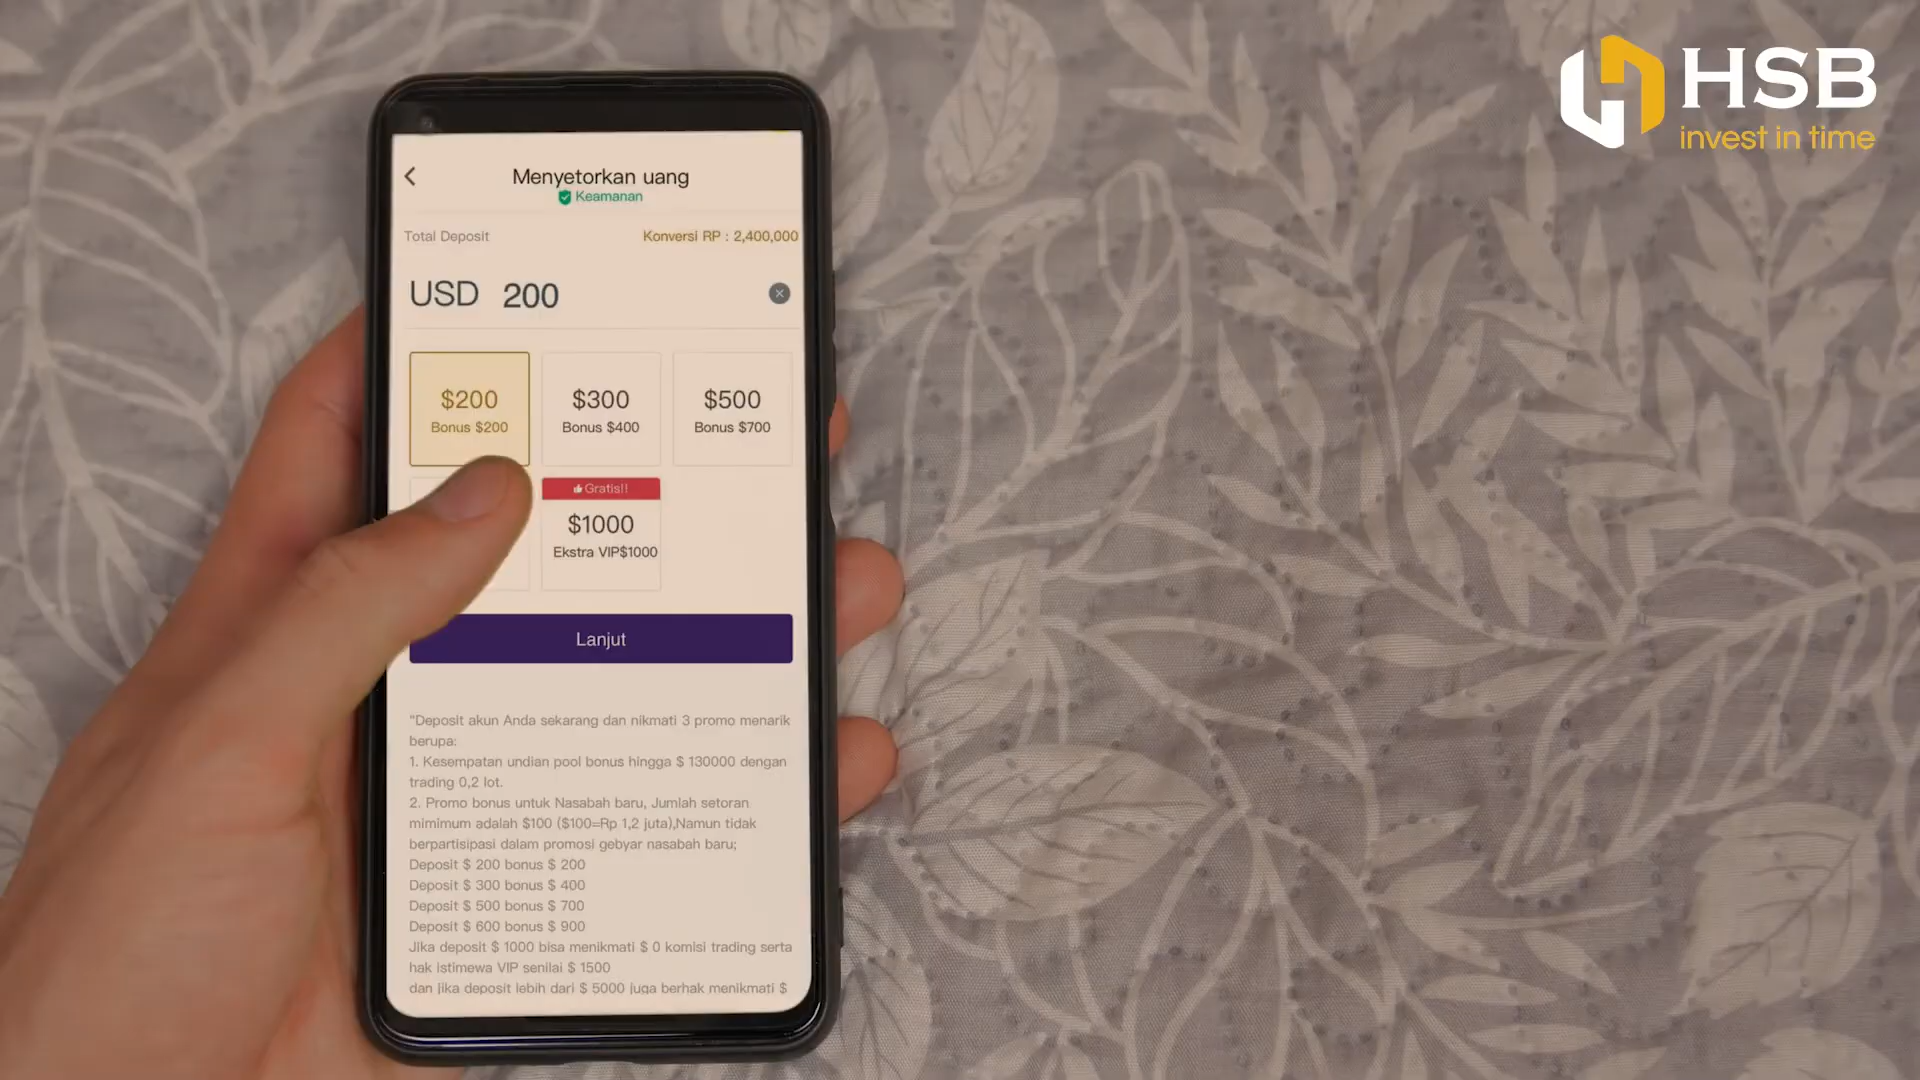 HSB
invest in time
Menyetorkan uang
Keamanan
Total Deposit
Konversi RP : 2,400,000
USD 200
$200
Bonus $200
$300
Bonus $400
$500
Bonus $700
Gratis!!
$1000
Ekstra VIP$1000
Lanjut
"Deposit akun Anda sekarang dan nikmati 3 promo menarik
berupa:
1. Kesempatan undian pool bonus hingga $ 130000 dengan
trading 0,2 lot.
2. Promo bonus untuk Nasabah baru, Jumlah setoran
mimimum adalah $100 ($100=Rp 1,2 juta),Namun tidak
berpartisipasi dalam promosi gebyar nasabah baru;
Deposit $ 200 bonus $ 200
Deposit $ 300 bonus $ 400
Deposit $ 500 bonus $ 700
Deposit $ 600 bonus $ 900
Jika deposit $ 1000 bisa menikmati $ 0 komisi trading serta
hak istimewa VIP senilai $ 1500
dan jika deposit lebih dari $ 5000 juga berhak menikmati $